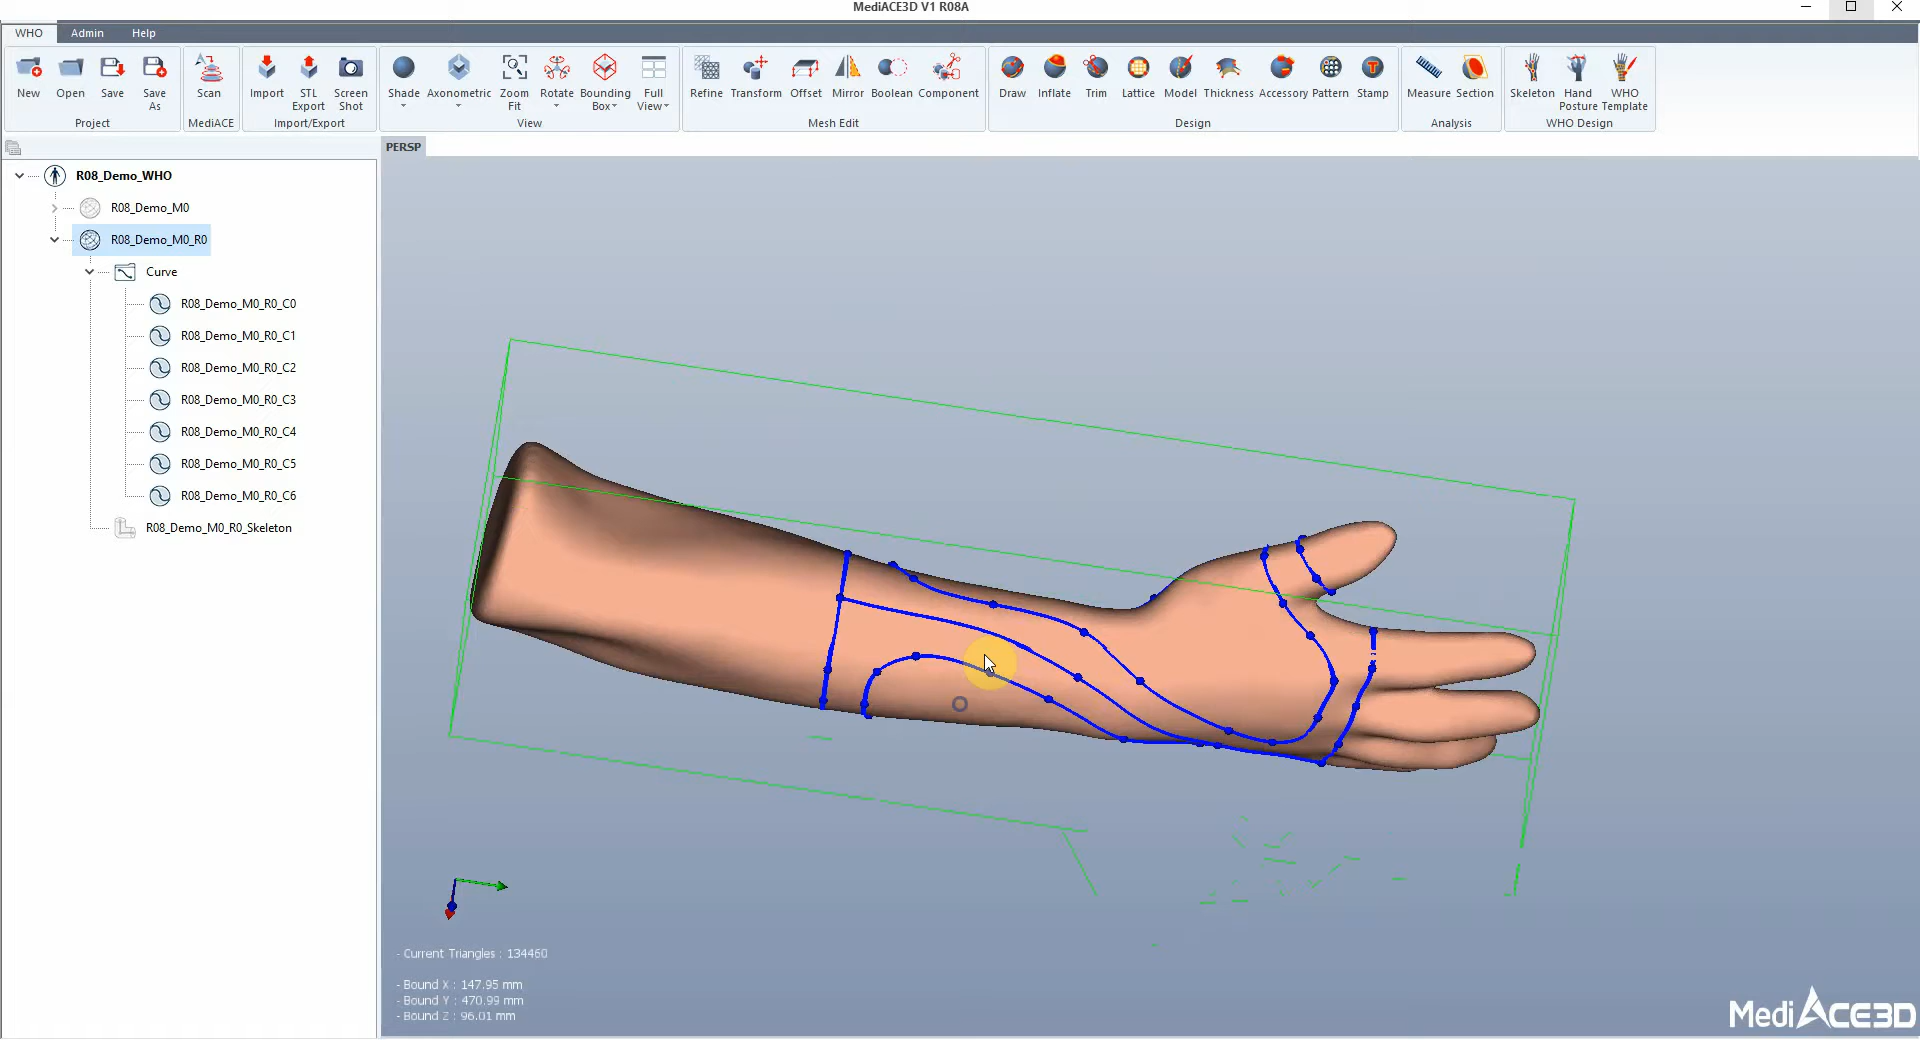 MediACE3D V1 R08A
WHO Admin Help
New Open Save Save As
Project
Scan
MediACE
Import STL Export Screen Shot
Import/Export
Shade Axonometric Zoom Fit Rotate Bounding Box Full View
View
Refine Transform Offset Mirror Boolean Component
Mesh Edit
Draw Inflate Trim Lattice Model Thickness Accessory Pattern Stamp
Design
Measure Section
Analysis
Skeleton Hand Posture WHO Template
WHO Design
PERSP
R08_Demo_WHO
R08_Demo_M0
R08_Demo_M0_R0
Curve
R08_Demo_M0_R0_C0
R08_Demo_M0_R0_C1
R08_Demo_M0_R0_C2
R08_Demo_M0_R0_C3
R08_Demo_M0_R0_C4
R08_Demo_M0_R0_C5
R08_Demo_M0_R0_C6
R08_Demo_M0_R0_Skeleton
- Current Triangles : 134460
- Bound X : 147.95 mm
- Bound Y : 470.99 mm
- Bound Z : 96.01 mm
MediACE3D